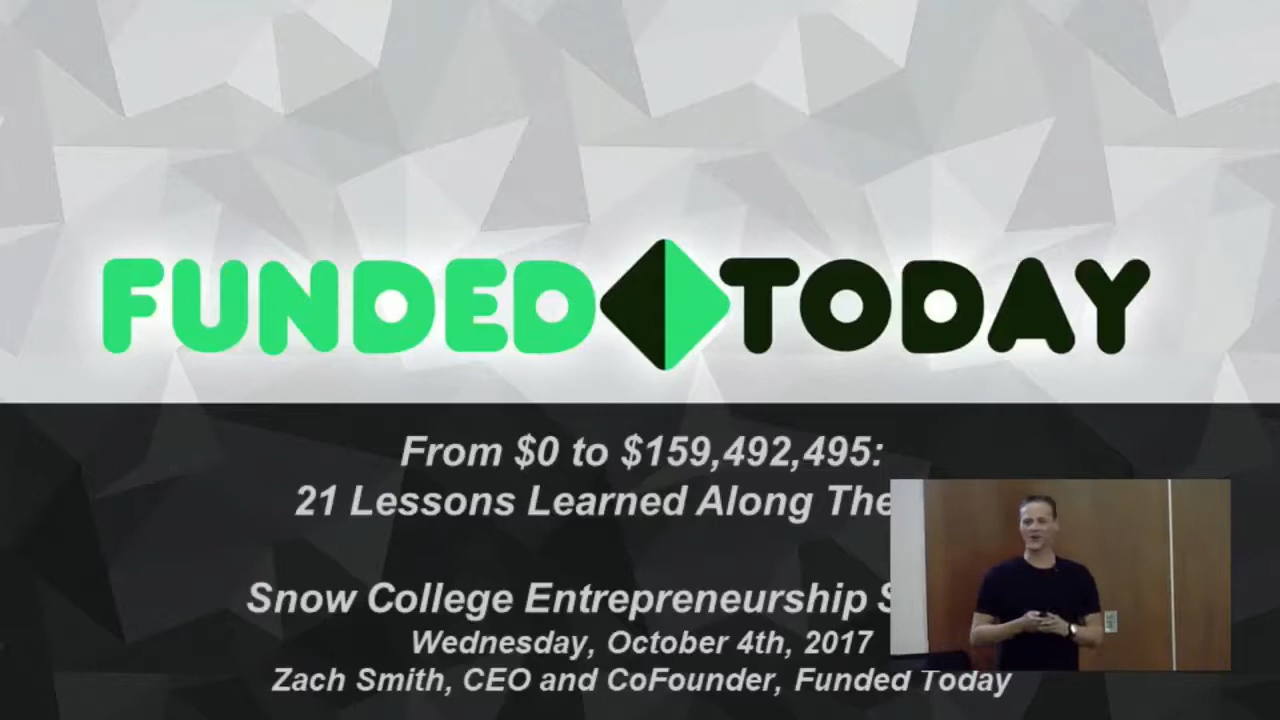 FUNDED TODAY
From $0 to $159,492,495:
21 Lessons Learned Along The
Snow College Entrepreneurship
Wednesday, October 4th, 2017
Zach Smith, CEO and CoFounder, Funded Today